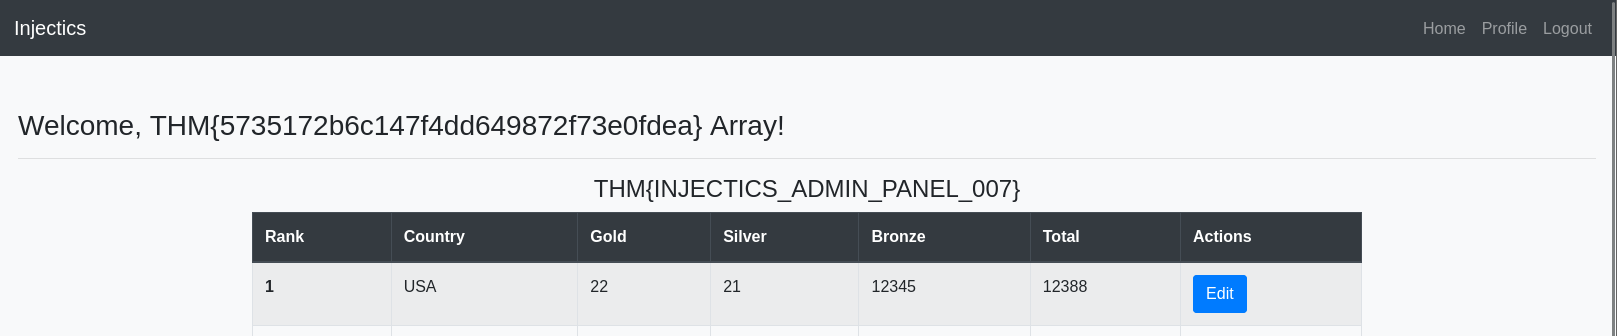 Injectics Home Profile Logout
Welcome, THM{5735172b6c147f4dd649872f73e0fdea} Array!
THM{INJECTICS_ADMIN_PANEL_007}
Rank Country Gold Silver Bronze Total Actions
1 USA 22 21 12345 12388 Edit